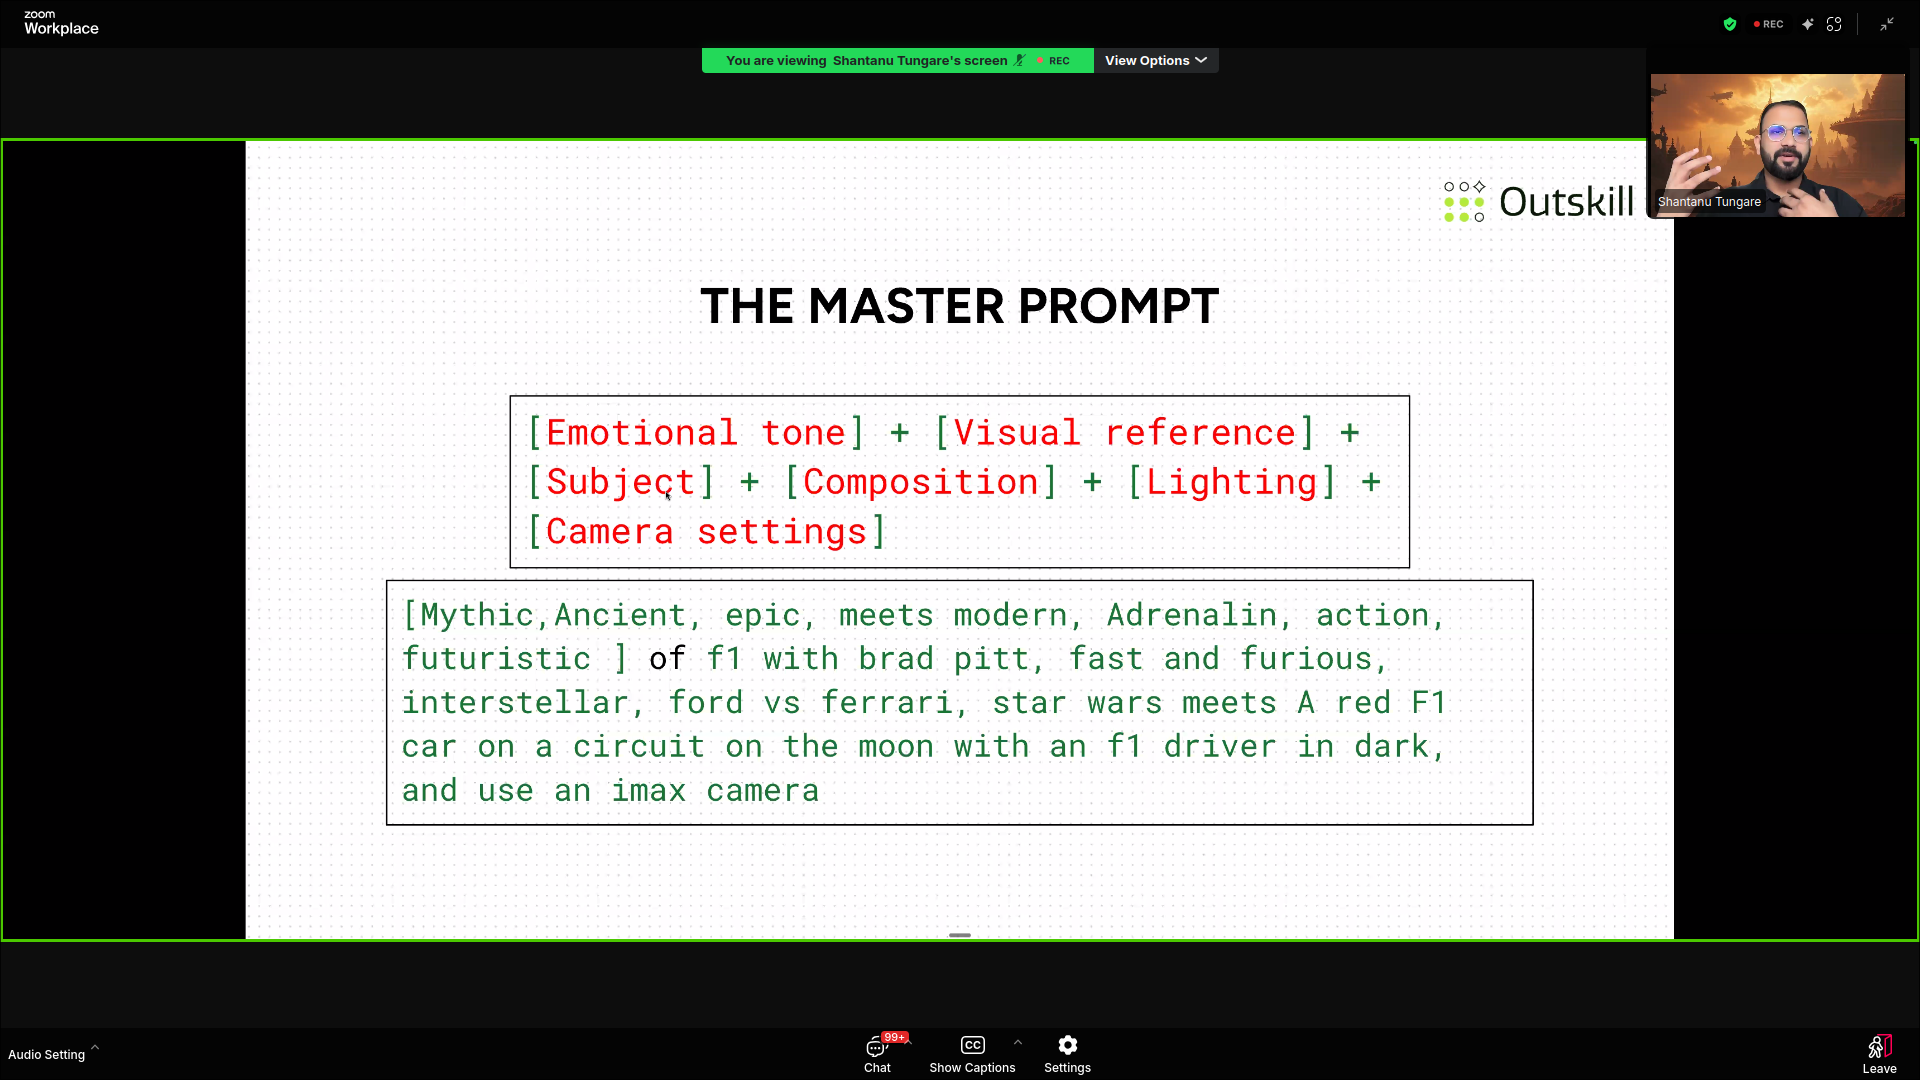 zoom
Workplace
REC
You are viewing Shantanu Tungare's screen REC View Options
Shantanu Tungare
Outskill
THE MASTER PROMPT
[Emotional tone] + [Visual reference] +
[Subject] + [Composition] + [Lighting] +
[Camera settings]
[Mythic,Ancient, epic, meets modern, Adrenalin, action,
futuristic ] of f1 with brad pitt, fast and furious,
interstellar, ford vs ferrari, star wars meets A red F1
car on a circuit on the moon with an f1 driver in dark,
and use an imax camera
Audio Setting
99+
Chat
CC
Show Captions
Settings
Leave